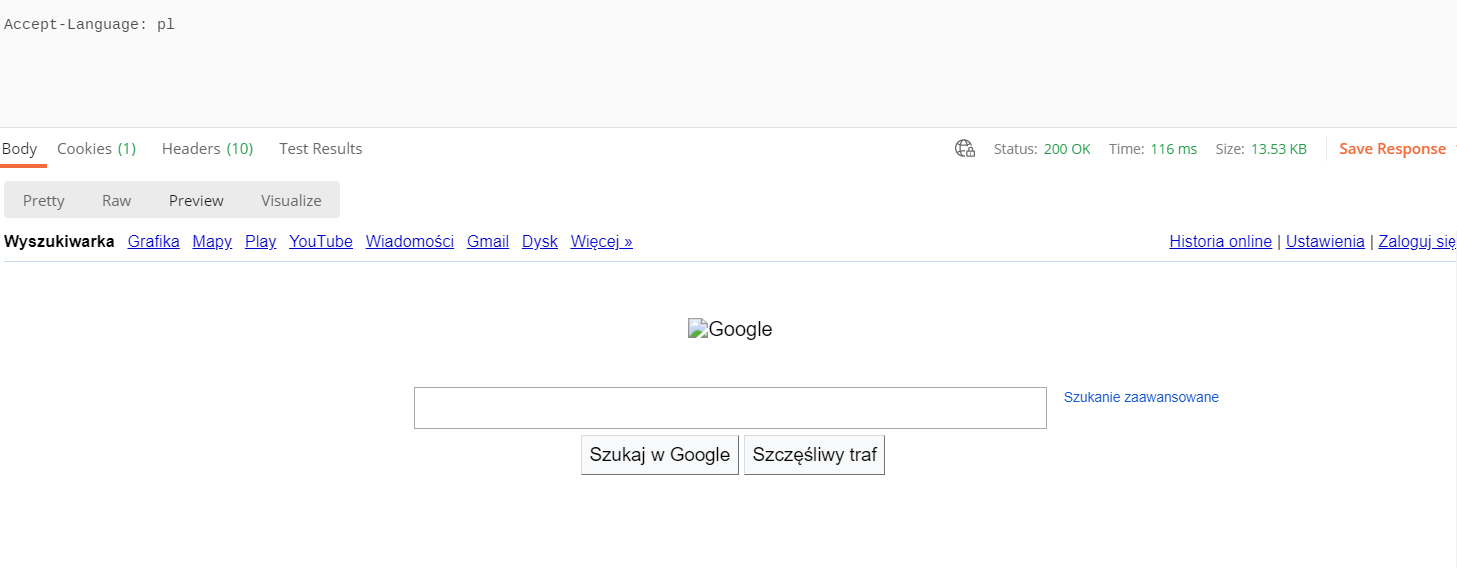 Accept-Language: pl
Body Cookies (1) Headers (10) Test Results Status: 200 OK Time: 116 ms Size: 13.53 KB Save Response
Pretty Raw Preview Visualize
Wyszukiwarka Grafika Mapy Play YouTube Wiadomości Gmail Dysk Więcej » Historia online | Ustawienia | Zaloguj się
Google
Szukanie zaawansowane
Szukaj w Google Szczęśliwy traf